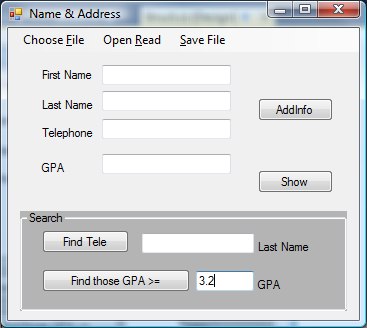 Name & Address
Choose File Open Read Save File
First Name
Last Name
AddInfo
Telephone
GPA
Show
Search
Find Tele Last Name
Find those GPA >= 3.2 GPA